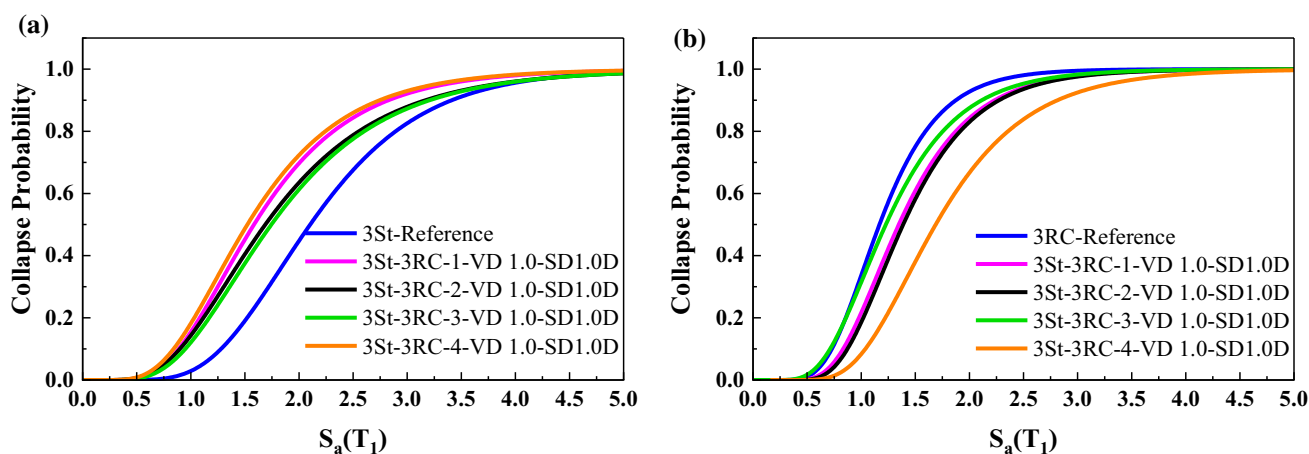 (a)
Collapse Probability
1.0
0.8
0.6
0.4
0.2
0.0
3St-Reference
3St-3RC-1-VD 1.0-SD1.0D
3St-3RC-2-VD 1.0-SD1.0D
3St-3RC-3-VD 1.0-SD1.0D
3St-3RC-4-VD 1.0-SD1.0D
0.0 0.5 1.0 1.5 2.0 2.5 3.0 3.5 4.0 4.5 5.0
Sa(T1)
(b)
Collapse Probability
1.0
0.8
0.6
0.4
0.2
0.0
3RC-Reference
3St-3RC-1-VD 1.0-SD1.0D
3St-3RC-2-VD 1.0-SD1.0D
3St-3RC-3-VD 1.0-SD1.0D
3St-3RC-4-VD 1.0-SD1.0D
0.0 0.5 1.0 1.5 2.0 2.5 3.0 3.5 4.0 4.5 5.0
Sa(T1)